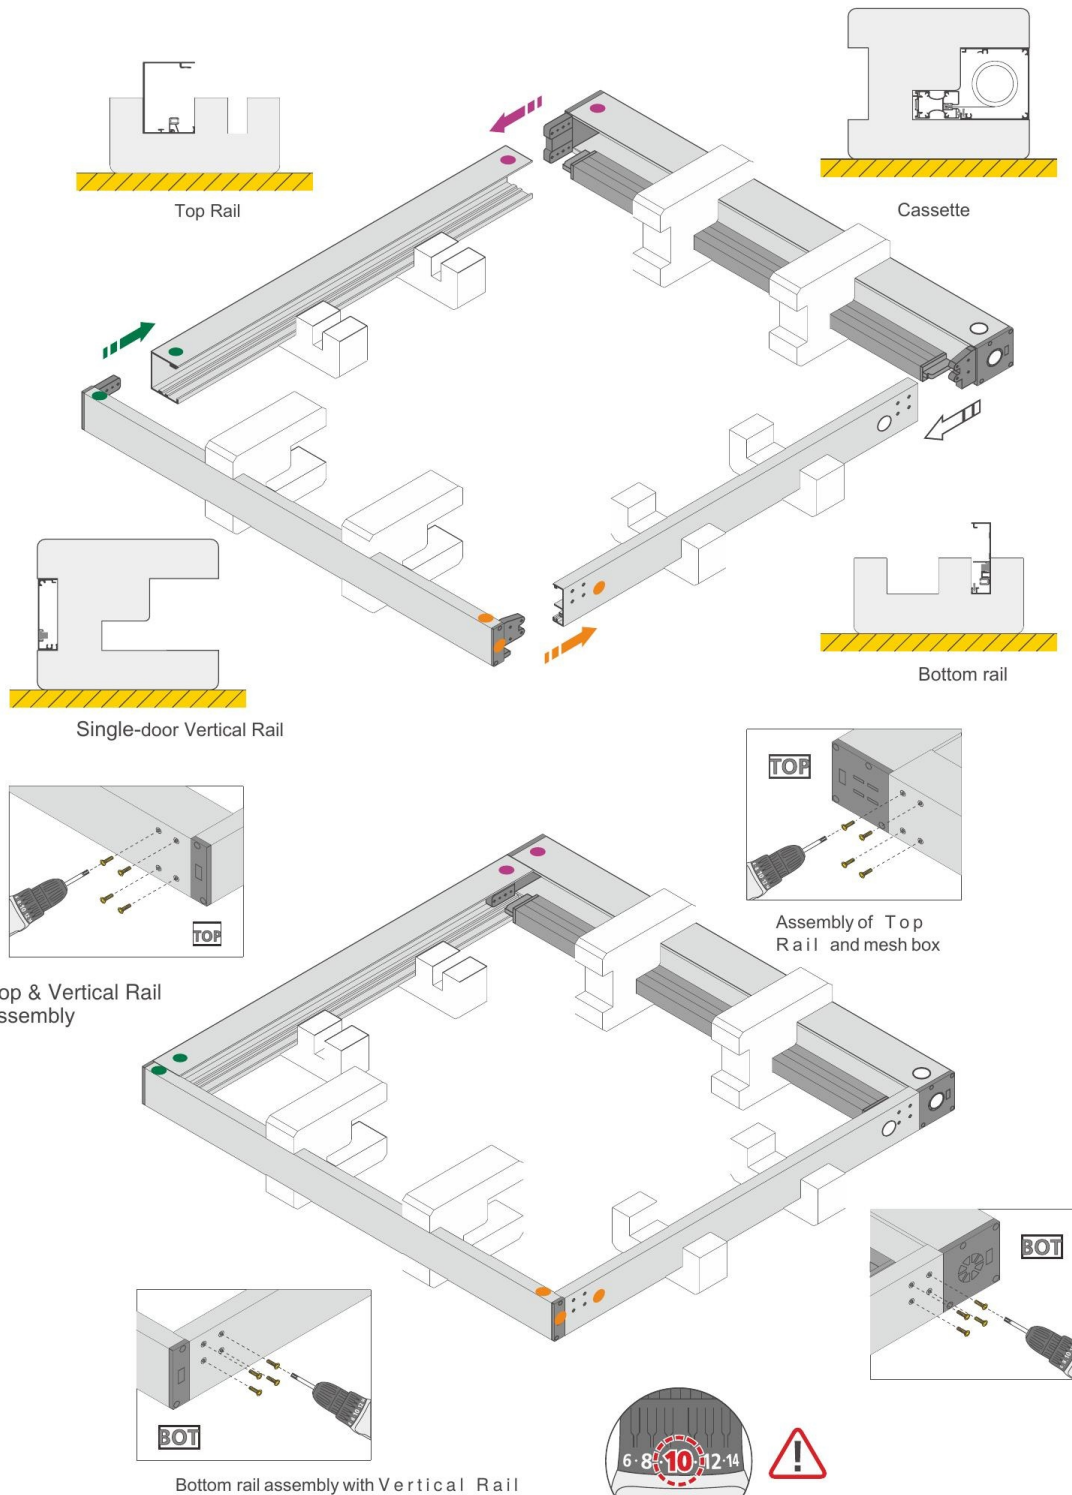 Top Rail
Cassette
Bottom rail
Single-door Vertical Rail
TOP
TOP
Assembly of Top
Rail and mesh box
op & Vertical Rail
ssembly
BOT
BOT
6·8·10·12·14
Bottom rail assembly with Vertical Rail